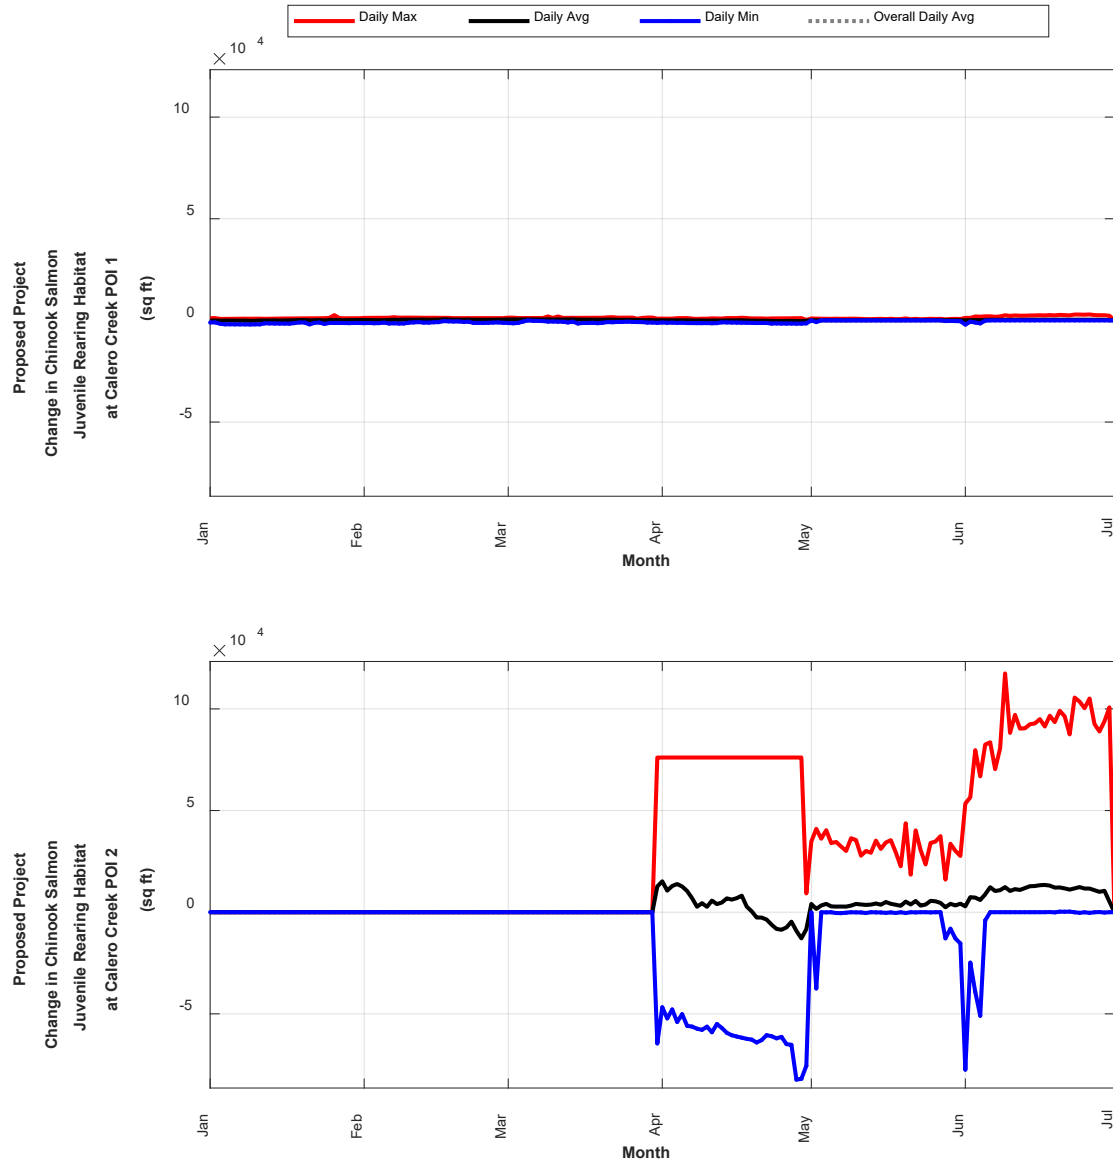 Daily Max Daily Avg Daily Min Overall Daily Avg
× 10 4
10
5
0
-5
Proposed Project
Change in Chinook Salmon
Juvenile Rearing Habitat
at Calero Creek POI 1
(sq ft)
Jan Feb Mar Apr May Jun Jul
Month
× 10 4
10
5
0
-5
Proposed Project
Change in Chinook Salmon
Juvenile Rearing Habitat
at Calero Creek POI 2
(sq ft)
Jan Feb Mar Apr May Jun Jul
Month